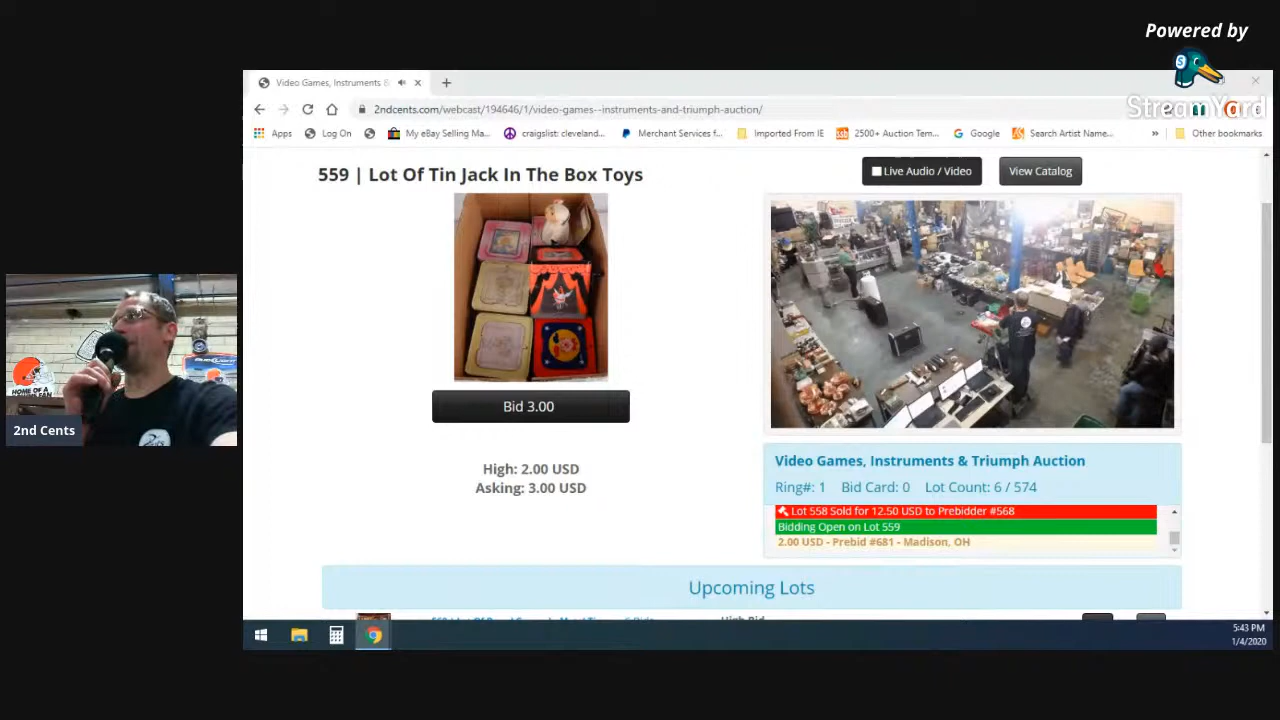 Powered by
StreamYard
Video Games, Instruments &
2ndcents.com/webcast/194646/1/video-games--instruments-and-triumph-auction/
Apps
Log On
My eBay Selling Ma...
craigslist: cleveland...
Merchant Services f...
Imported From IE
2500+ Auction Tem...
Google
Search Artist Name...
»
Other bookmarks
559 | Lot Of Tin Jack In The Box Toys
Live Audio / Video
View Catalog
Bid 3.00
High: 2.00 USD
Asking: 3.00 USD
Video Games, Instruments & Triumph Auction
Ring#: 1 Bid Card: 0 Lot Count: 6 / 574
Lot 558 Sold for 12.50 USD to Prebidder #568
Bidding Open on Lot 559
2.00 USD - Prebid #681 - Madison, OH
Upcoming Lots
HOME OF A
2nd Cents
5:43 PM
1/4/2020